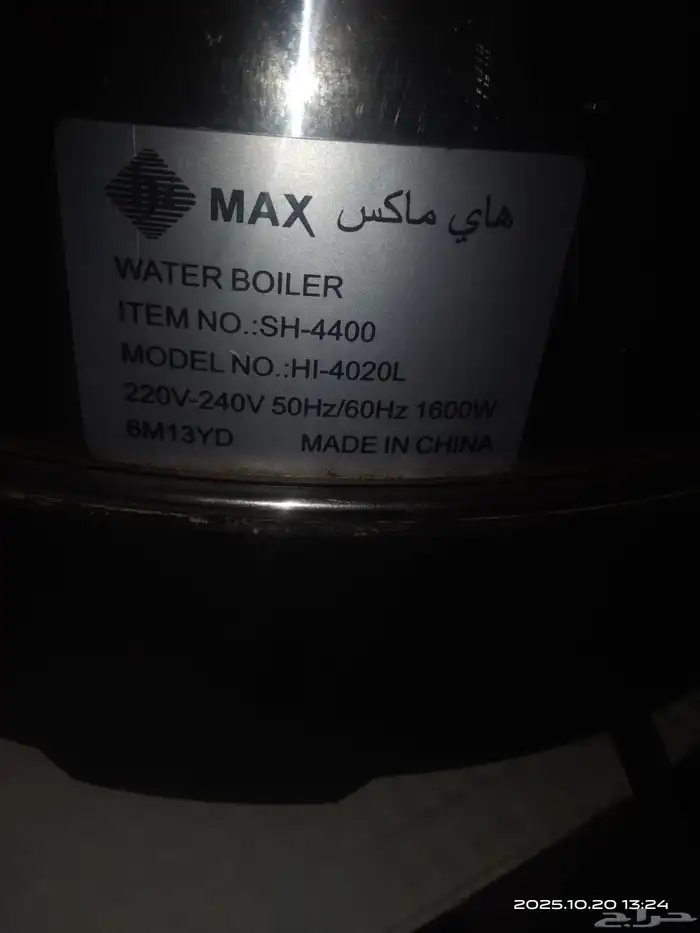 MAX هاي ماكس
WATER BOILER
ITEM NO.:SH-4400
MODEL NO.:HI-4020L
220V-240V 50Hz/60Hz 1600W
6M13YD MADE IN CHINA
2025.10.20 13:24
حراج